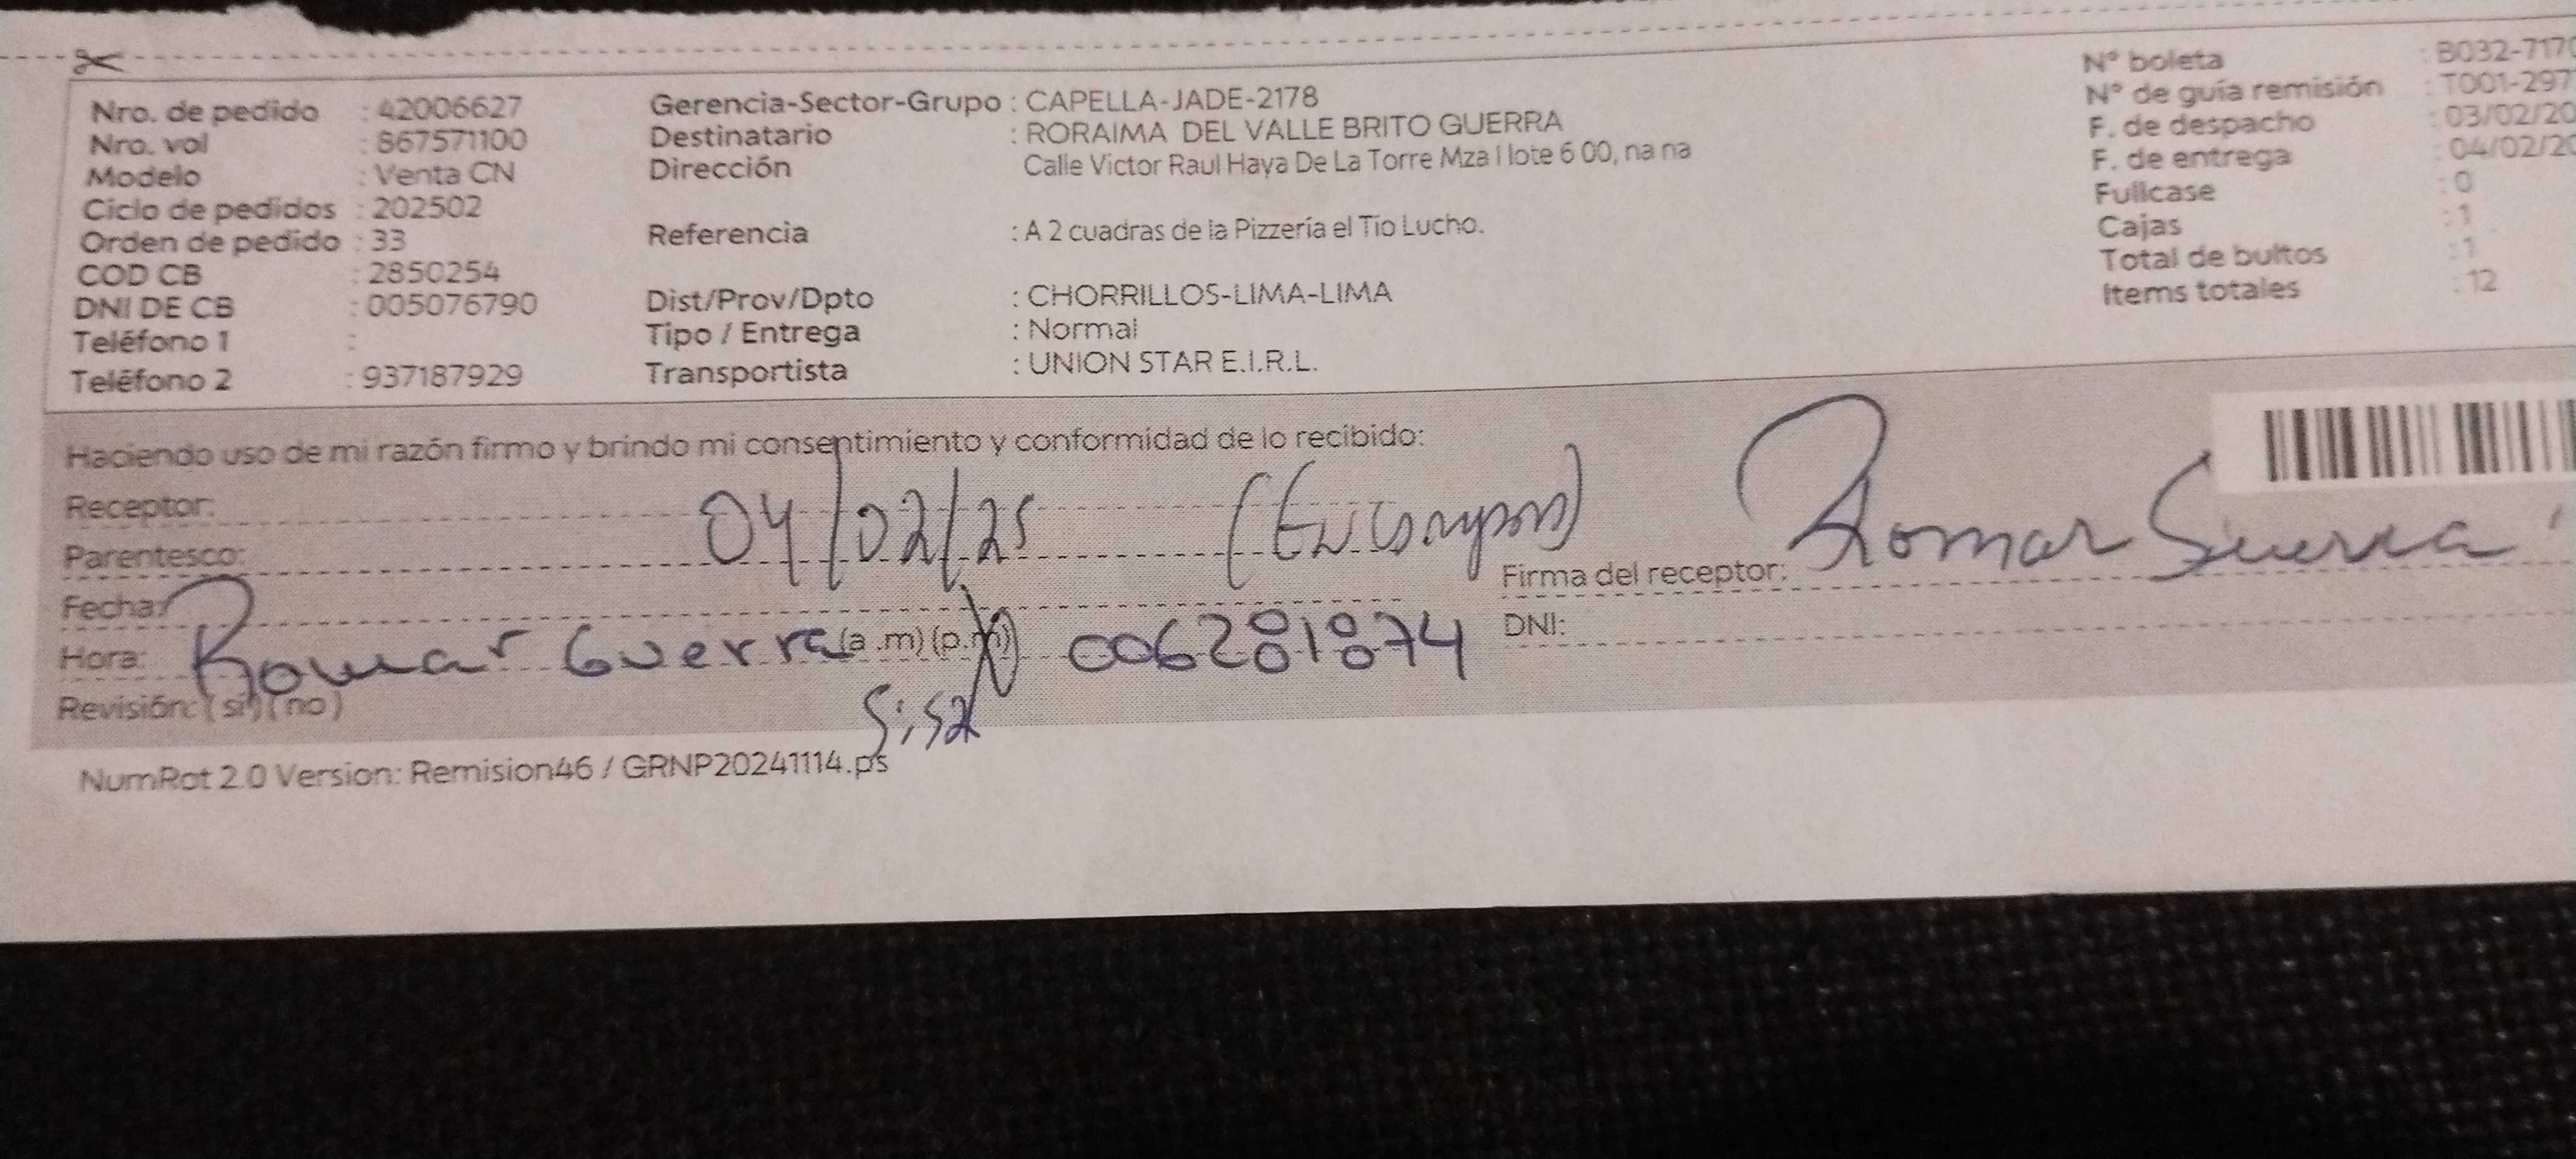 Nro. de pedido : 42006627
Nro. vol : 867571100
Modelo : Venta CN
Ciclo de pedidos : 202502
Orden de pedido : 33
COD CB : 2850254
DNI DE CB : 005076790
Teléfono 1 :
Teléfono 2 : 937187929
Gerencia-Sector-Grupo : CAPELLA-JADE-2178
Destinatario : RORAIMA DEL VALLE BRITO GUERRA
Dirección Calle Victor Raul Haya De La Torre Mza I lote 6 00, na na
Referencia : A 2 cuadras de la Pizzería el Tío Lucho.
Dist/Prov/Dpto : CHORRILLOS-LIMA-LIMA
Tipo / Entrega : Normal
Transportista : UNION STAR E.I.R.L.
Nº boleta : B032-7170
Nº de guía remisión : T001-297
F. de despacho : 03/02/20
F. de entrega : 04/02/20
Fullcase : 0
Cajas : 1
Total de bultos : 1
Items totales : 12
Haciendo uso de mi razón firmo y brindo mi consentimiento y conformidad de lo recibido:
Receptor:
04/02/25
Parentesco:
Firma del receptor: Romar Guerra
Fecha:
DNI:
Hora: Romar Guerra (a.m) (p.m) 006281874
Revisión: (si) (no)
NumRot 2.0 Version: Remision46 / GRNP20241114.ps